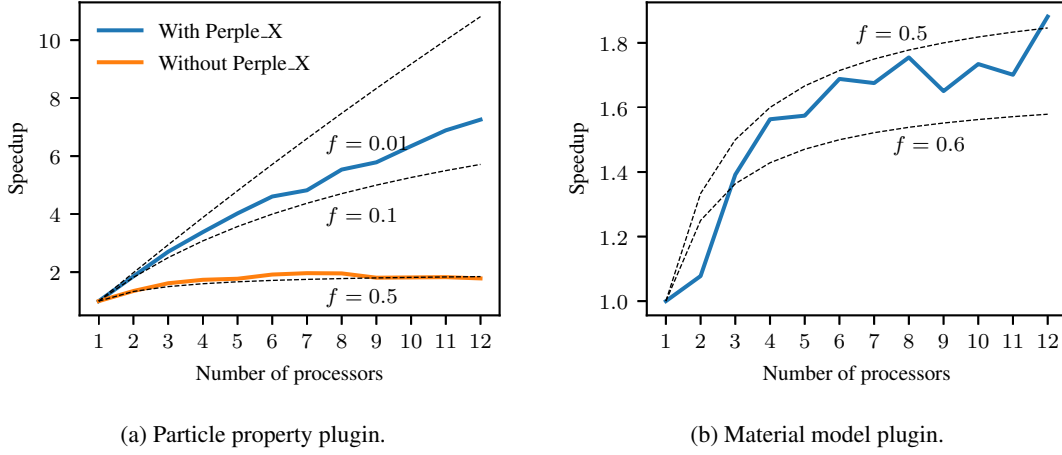 With Perple_X
Without Perple_X
Speedup
10
8
6
4
2
f = 0.01
f = 0.1
f = 0.5
1 2 3 4 5 6 7 8 9 10 11 12
Number of processors
(a) Particle property plugin.
Speedup
1.8
1.6
1.4
1.2
1.0
f = 0.5
f = 0.6
1 2 3 4 5 6 7 8 9 10 11 12
Number of processors
(b) Material model plugin.